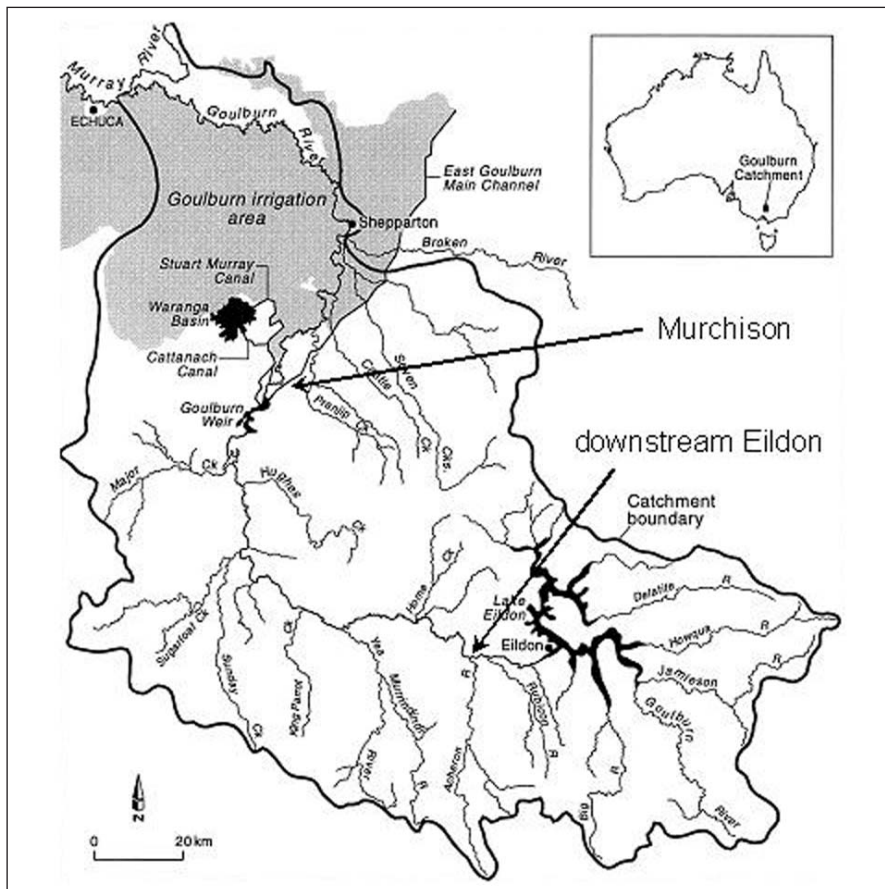 Murray
River
ECHUCA
Goulburn
River
Goulburn irrigation
area
East Goulburn
Main Channel
Shepparton
Broken
River
Goulburn
Catchment
Stuart Murray
Canal
Waranga
Basin
Cattanach
Canal
Murchison
Castle
Ck
Seven
Cks.
Pranjip
Ck
Goulburn
Weir
Major
Ck
Hughes
Ck
downstream Eildon
Catchment
boundary
Home
Ck
Lake
Eildon
Eildon
Delatite
R
Howqua
R
Jamieson
R
Goulburn
River
Sugarloaf Ck
Sunday
Ck
King Parrot
Ck
Yea
River
Murrindindi
R
Acheron
R
Rubicon
R
Big
R
N
0
20 km